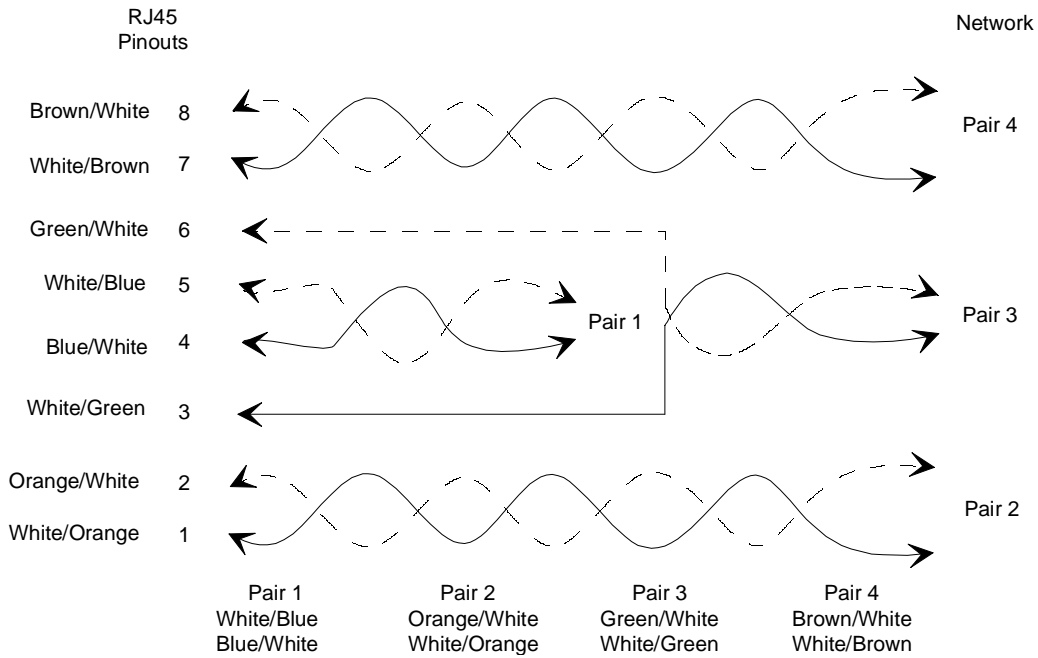 RJ45
Pinouts
Network
Brown/White 8
Pair 4
White/Brown 7
Green/White 6
White/Blue 5
Pair 1
Pair 3
Blue/White 4
White/Green 3
Orange/White 2
Pair 2
White/Orange 1
Pair 1
White/Blue
Blue/White
Pair 2
Orange/White
White/Orange
Pair 3
Green/White
White/Green
Pair 4
Brown/White
White/Brown